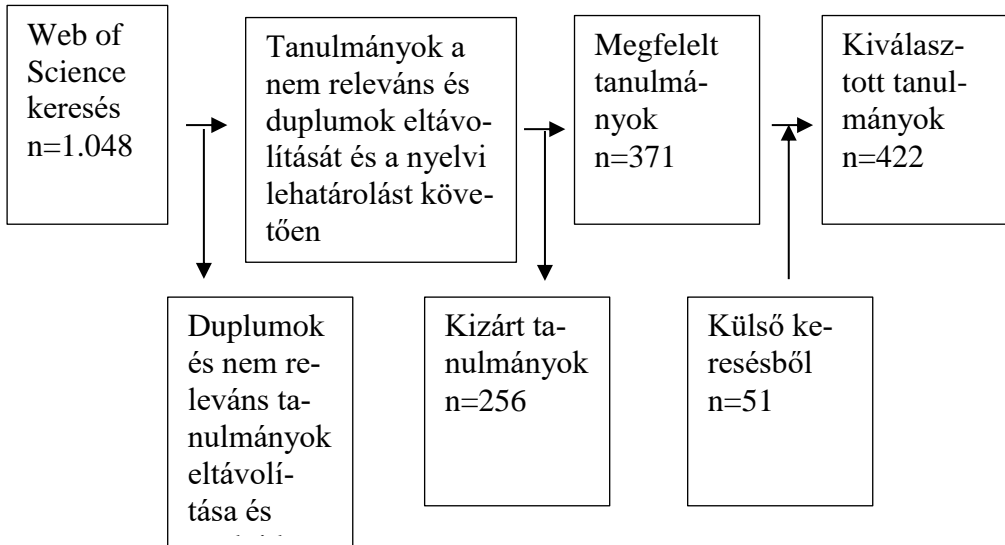 Web of
Science
keresés
n=1.048
Tanulmányok a
nem releváns és
duplumok eltávo-
lítását és a nyelvi
lehatárolást köve-
tően
Megfelelt
tanulmá-
nyok
n=371
Kiválasz-
tott tanul-
mányok
n=422
Duplumok
és nem re-
leváns ta-
nulmányok
eltávolí-
tása és
Kizárt ta-
nulmányok
n=256
Külső ke-
resésből
n=51